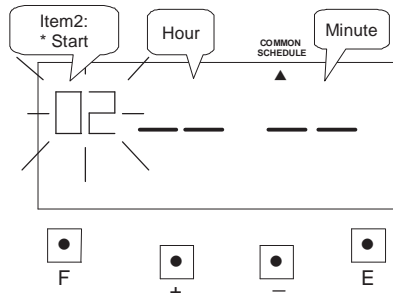 Item2:
* Start
Hour
COMMON
SCHEDULE
Minute
02
F
+
−
E